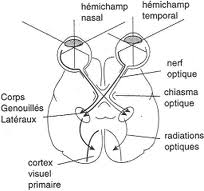 hémichamp
nasal
hémichamp
temporal
nerf
optique
chiasma
optique
Corps
Genouillés
Latéraux
radiations
optiques
cortex
visuel
primaire